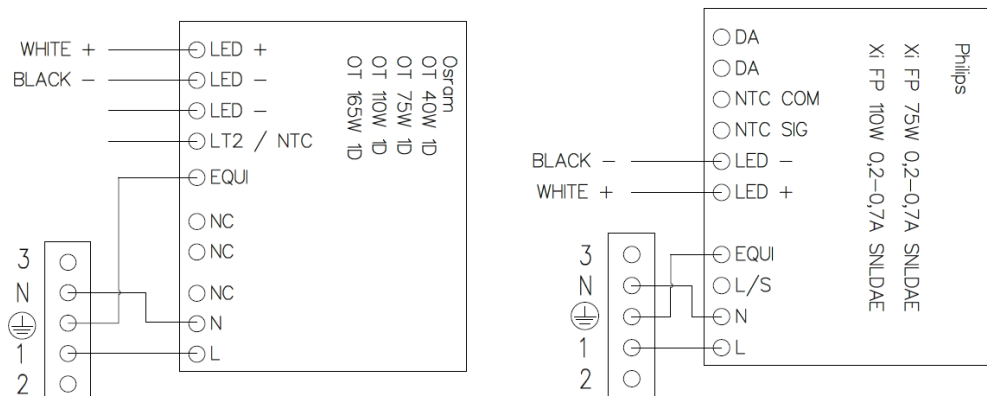 WHITE +
BLACK -
LED +
LED -
LED -
LT2 / NTC
EQUI
NC
NC
NC
N
L
Osram
OT 40W 1D
OT 75W 1D
OT 110W 1D
OT 165W 1D
3
N
1
2
DA
DA
NTC COM
NTC SIG
BLACK -
WHITE +
LED -
LED +
EQUI
L/S
N
L
Philips
Xi FP 75W 0,2-0,7A SNLDAE
Xi FP 110W 0,2-0,7A SNLDAE
3
N
1
2